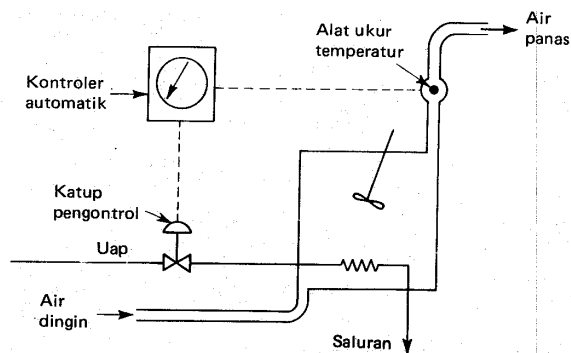 Air
panas
Alat ukur
temperatur
Kontroler
automatik
Katup
pengontrol
Uap
Air
dingin
Saluran